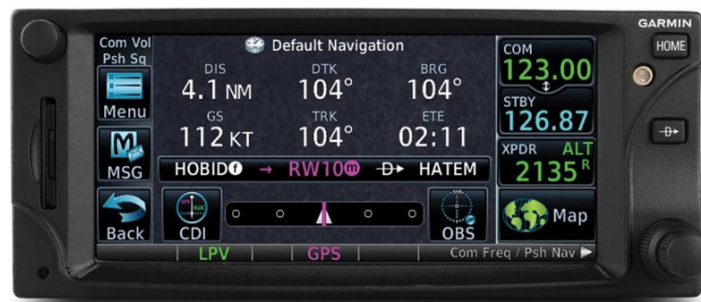 GARMIN
HOME
Com Vol
Psh Sq
Default Navigation
Menu
DIS
DTK
BRG
4.1 NM
104°
104°
GS
TRK
ETE
112 KT
104°
02:11
MSG
HOBID f → RW10 m D→ HATEM
Back
CDI
OBS
LPV
GPS
Com Freq / Psh Nav
COM
123.00
STBY
126.87
XPDR ALT
2135 R
Map